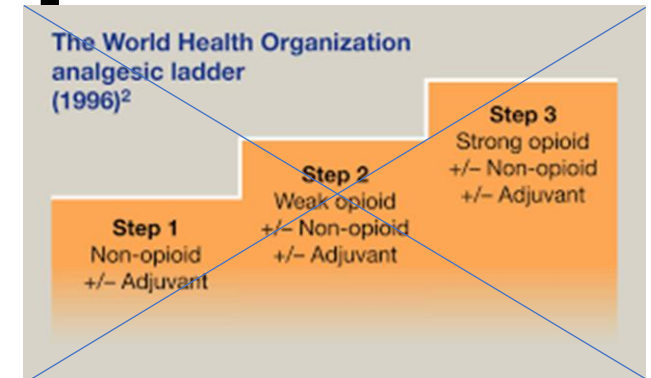 The World Health Organization
analgesic ladder
(1996)²
Step 1
Non-opioid
+/– Adjuvant
Step 2
Weak opioid
+/– Non-opioid
+/– Adjuvant
Step 3
Strong opioid
+/– Non-opioid
+/– Adjuvant